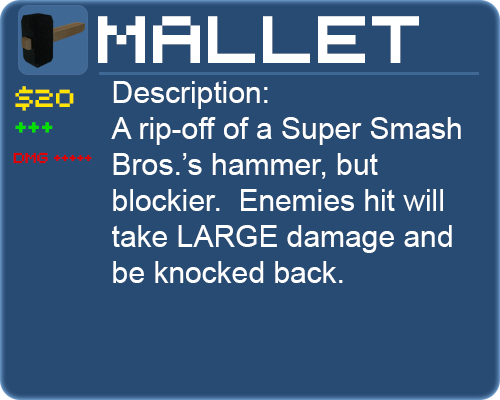 MALLET
$20
+++
DMG +++++
Description:
A rip-off of a Super Smash
Bros.’s hammer, but
blockier.  Enemies hit will
take LARGE damage and
be knocked back.